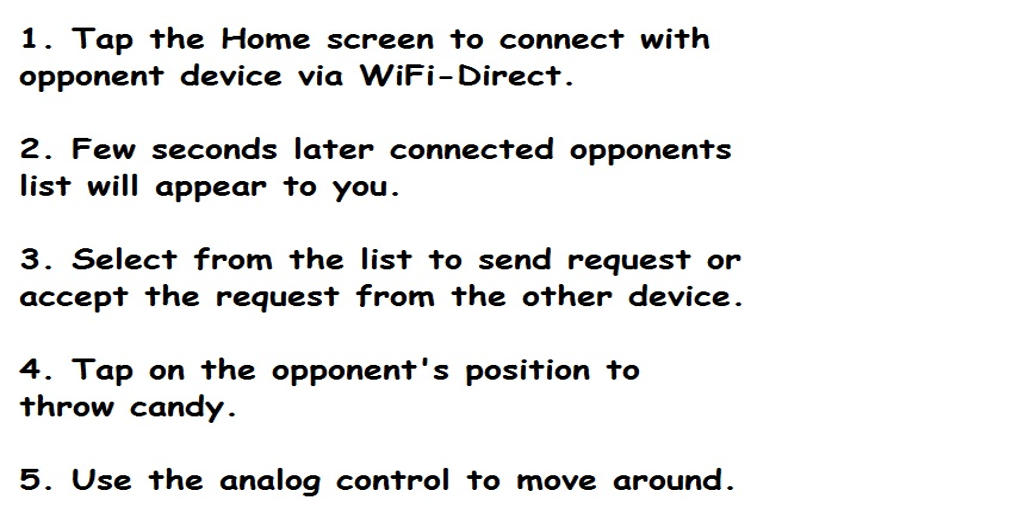 1. Tap the Home screen to connect with
opponent device via WiFi-Direct.
2. Few seconds later connected opponents
list will appear to you.
3. Select from the list to send request or
accept the request from the other device.
4. Tap on the opponent's position to
throw candy.
5. Use the analog control to move around.